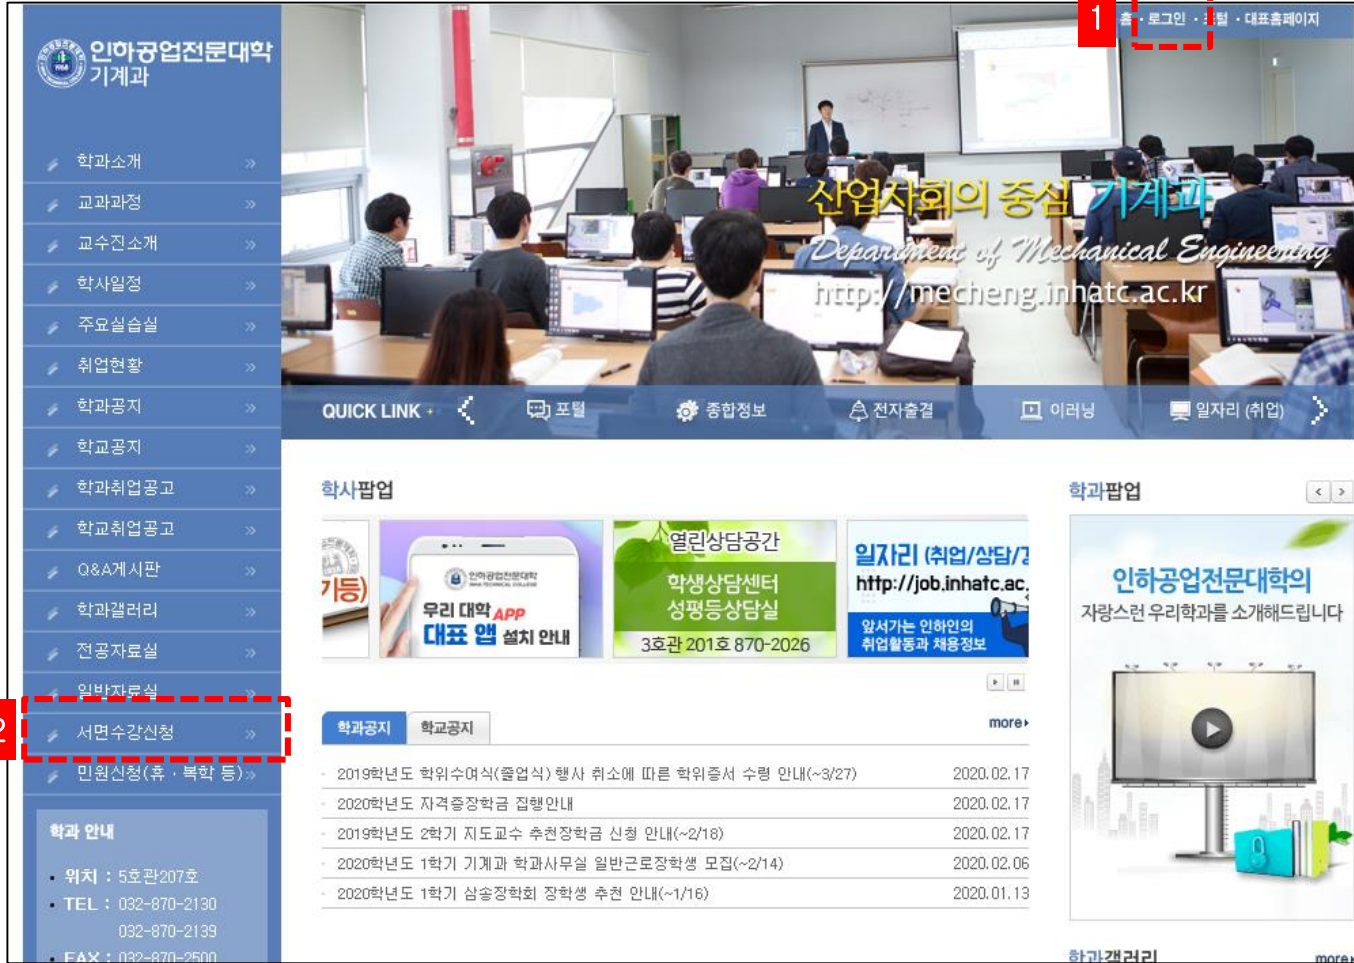 1
홈 · 로그인 · 포털 · 대표홈페이지
인하공업전문대학
기계과
학과소개
교과과정
교수진소개
학사일정
주요실습실
취업현황
학과공지
학교공지
학과취업공고
학교취업공고
Q&A게시판
학과갤러리
전공자료실
일반자료실
2
서면수강신청
민원신청(휴 · 복학 등)
학과 안내
위치 : 5호관207호
TEL : 032-870-2130
032-870-2139
FAX : 032-870-2500
산업사회의 중심 기계과
Department of Mechanical Engineering
http://mecheng.inhatc.ac.kr
QUICK LINK + 포털 종합정보 전자출결 이러닝 일자리 (취업)
학사팝업
기등)
인하공업전문대학
우리 대학 APP
대표 앱 설치 안내
열린상담공간
학생상담센터
성평등상담실
3호관 201호 870-2026
일자리 (취업/상담/
http://job.inhatc.ac.
앞서가는 인하인의
취업활동과 채용정보
학과공지 학교공지 more
2019학년도 학위수여식(졸업식) 행사 취소에 따른 학위증서 수령 안내(~3/27) 2020.02.17
2020학년도 자격증장학금 집행안내 2020.02.17
2019학년도 2학기 지도교수 추천장학금 신청 안내(~2/18) 2020.02.17
2020학년도 1학기 기계과 학과사무실 일반근로장학생 모집(~2/14) 2020.02.06
2020학년도 1학기 삼송장학회 장학생 추천 안내(~1/16) 2020.01.13
학과팝업
인하공업전문대학의
자랑스런 우리학과를 소개해드립니다
학과갤러리 more